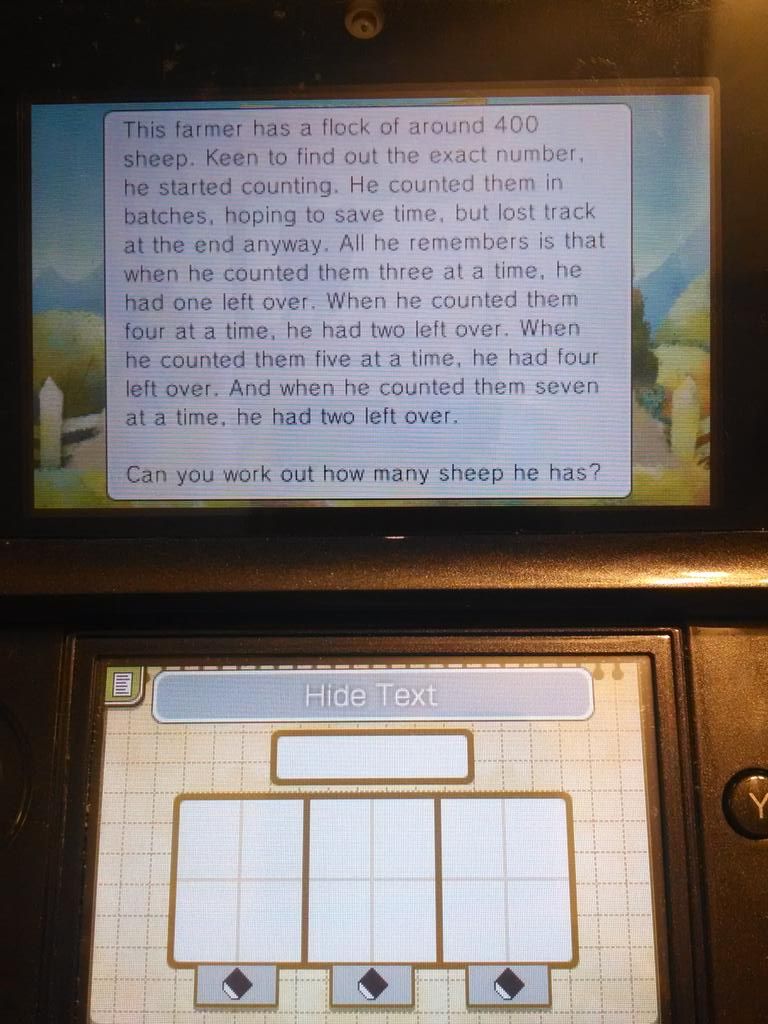 This farmer has a flock of around 400
sheep. Keen to find out the exact number,
he started counting. He counted them in
batches, hoping to save time, but lost track
at the end anyway. All he remembers is that
when he counted them three at a time, he
had one left over. When he counted them
four at a time, he had two left over. When
he counted them five at a time, he had four
left over. And when he counted them seven
at a time, he had two left over.
Can you work out how many sheep he has?
Hide Text
Y